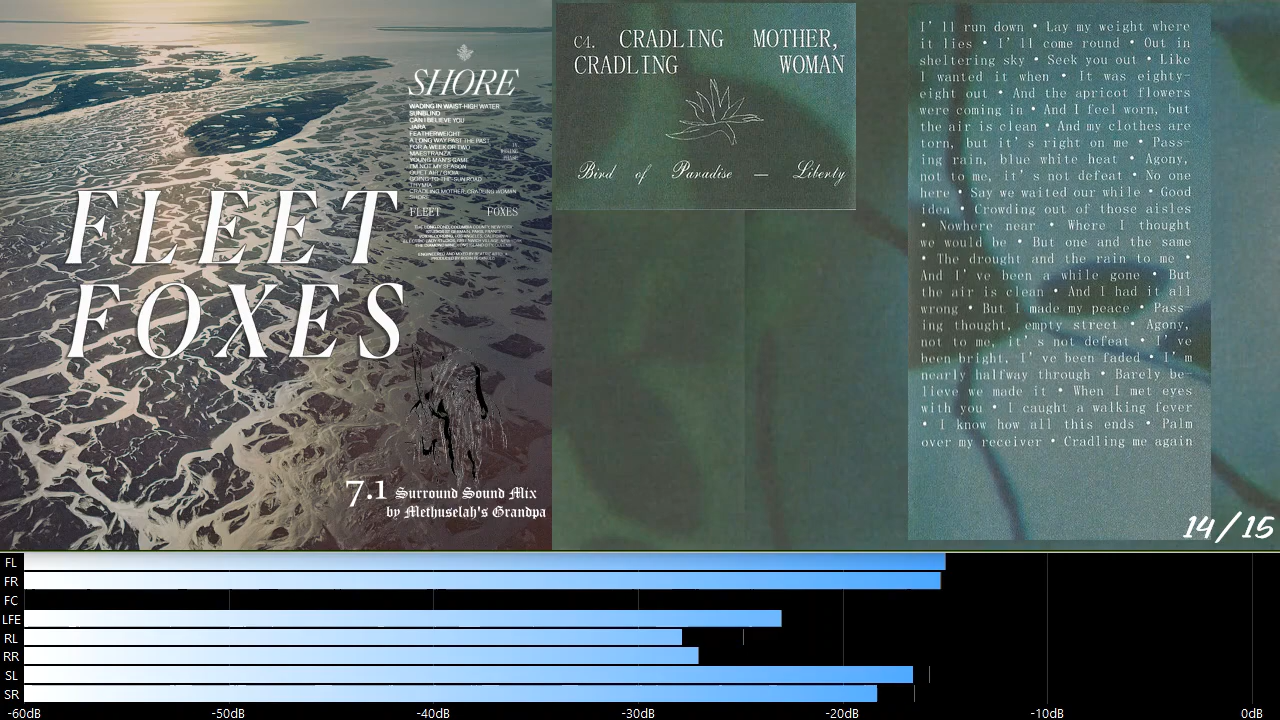 SHORE
WADING IN WAIST-HIGH WATER
SUNBLIND
CAN I BELIEVE YOU
JARA
FEATHERWEIGHT
A LONG WAY PAST THE PAST
FOR A WEEK OR TWO
MAESTRANZA
YOUNG MAN'S GAME
I'M NOT MY SEASON
QUIET AIR / GIOIA
GOING-TO-THE-SUN ROAD
THYMIA
CRADLING MOTHER, CRADLING WOMAN
SHORE
FLEET FOXES
FLEET
FOXES
7.1 Surround Sound Mix
by Methuselah's Grandpa
C4. CRADLING MOTHER,
CRADLING WOMAN
Bird of Paradise — Liberty
I'll run down • Lay my weight where
it lies • I'll come round • Out in
sheltering sky • Seek you out • Like
I wanted it when • It was eighty-
eight out • And the apricot flowers
were coming in • And I feel worn, but
the air is clean • And my clothes are
torn, but it's right on me • Pass-
ing rain, blue white heat • Agony,
not to me, it's not defeat • No one
here • Say we waited our while • Good
idea • Crowding out of those aisles
• Nowhere near • Where I thought
we would be • But one and the same
• The drought and the rain to me •
And I've been a while gone • But
the air is clean • And I had it all
wrong • But I made my peace • Pass-
ing thought, empty street • Agony,
not to me, it's not defeat • I've
been bright, I've been faded • I'm
nearly halfway through • Barely be-
lieve we made it • When I met eyes
with you • I caught a walking fever
• I know how all this ends • Palm
over my receiver • Cradling me again
14/15
FL
FR
FC
LFE
RL
RR
SL
SR
-60dB -50dB -40dB -30dB -20dB -10dB 0dB